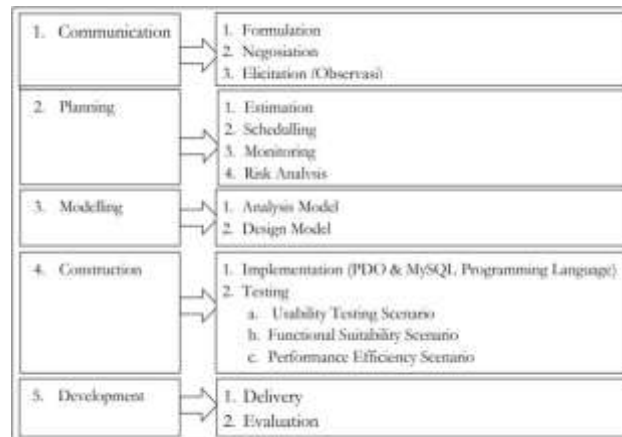 1. Communication
1. Formulation
2. Negosiation
3. Elicitation (Observasi)
2. Planning
1. Estimation
2. Schedulling
3. Monitoring
4. Risk Analysis
3. Modelling
1. Analysis Model
2. Design Model
4. Construction
1. Implementation (PDO & MySQL Programming Language)
2. Testing
a. Usability Testing Scenario
b. Functional Suitability Scenario
c. Performance Efficiency Scenario
5. Development
1. Delivery
2. Evaluation